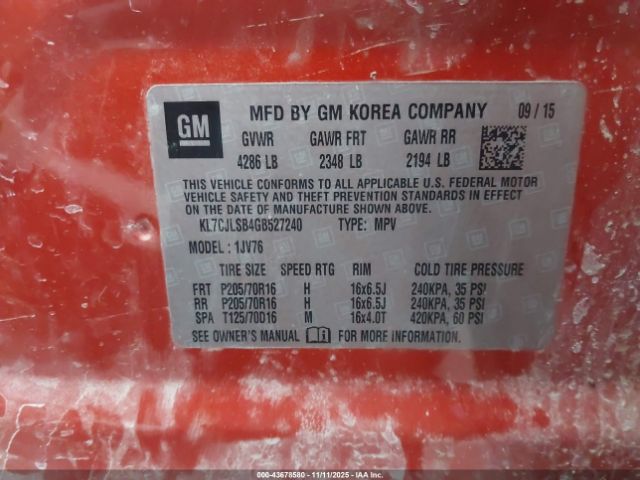 GM MFD BY GM KOREA COMPANY 09/15
GVWR GAWR FRT GAWR RR
4286 LB 2348 LB 2194 LB
THIS VEHICLE CONFORMS TO ALL APPLICABLE U.S. FEDERAL MOTOR
VEHICLE SAFETY AND THEFT PREVENTION STANDARDS IN EFFECT
ON THE DATE OF MANUFACTURE SHOWN ABOVE.
KL7CJLSB4GB527240 TYPE: MPV
MODEL: 1JV76
TIRE SIZE SPEED RTG RIM COLD TIRE PRESSURE
FRT P205/70R16 H 16x6.5J 240KPA, 35 PSI
RR P205/70R16 H 16x6.5J 240KPA, 35 PSI
SPA T125/70D16 M 16x4.0T 420KPA, 60 PSI
SEE OWNER'S MANUAL FOR MORE INFORMATION.
000-43678580 - 11/11/2025 - IAAI.COM